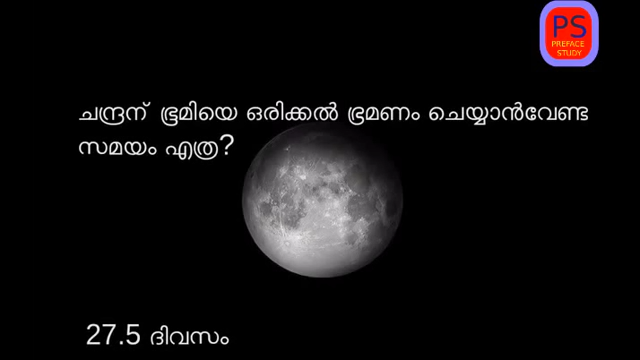 PS
PREFACE
STUDY
ചന്ദ്രന് ഭൂമിയെ ഒരിക്കൽ ഭ്രമണം ചെയ്യാൻവേണ്ട
സമയം എത്ര?
27.5 ദിവസം